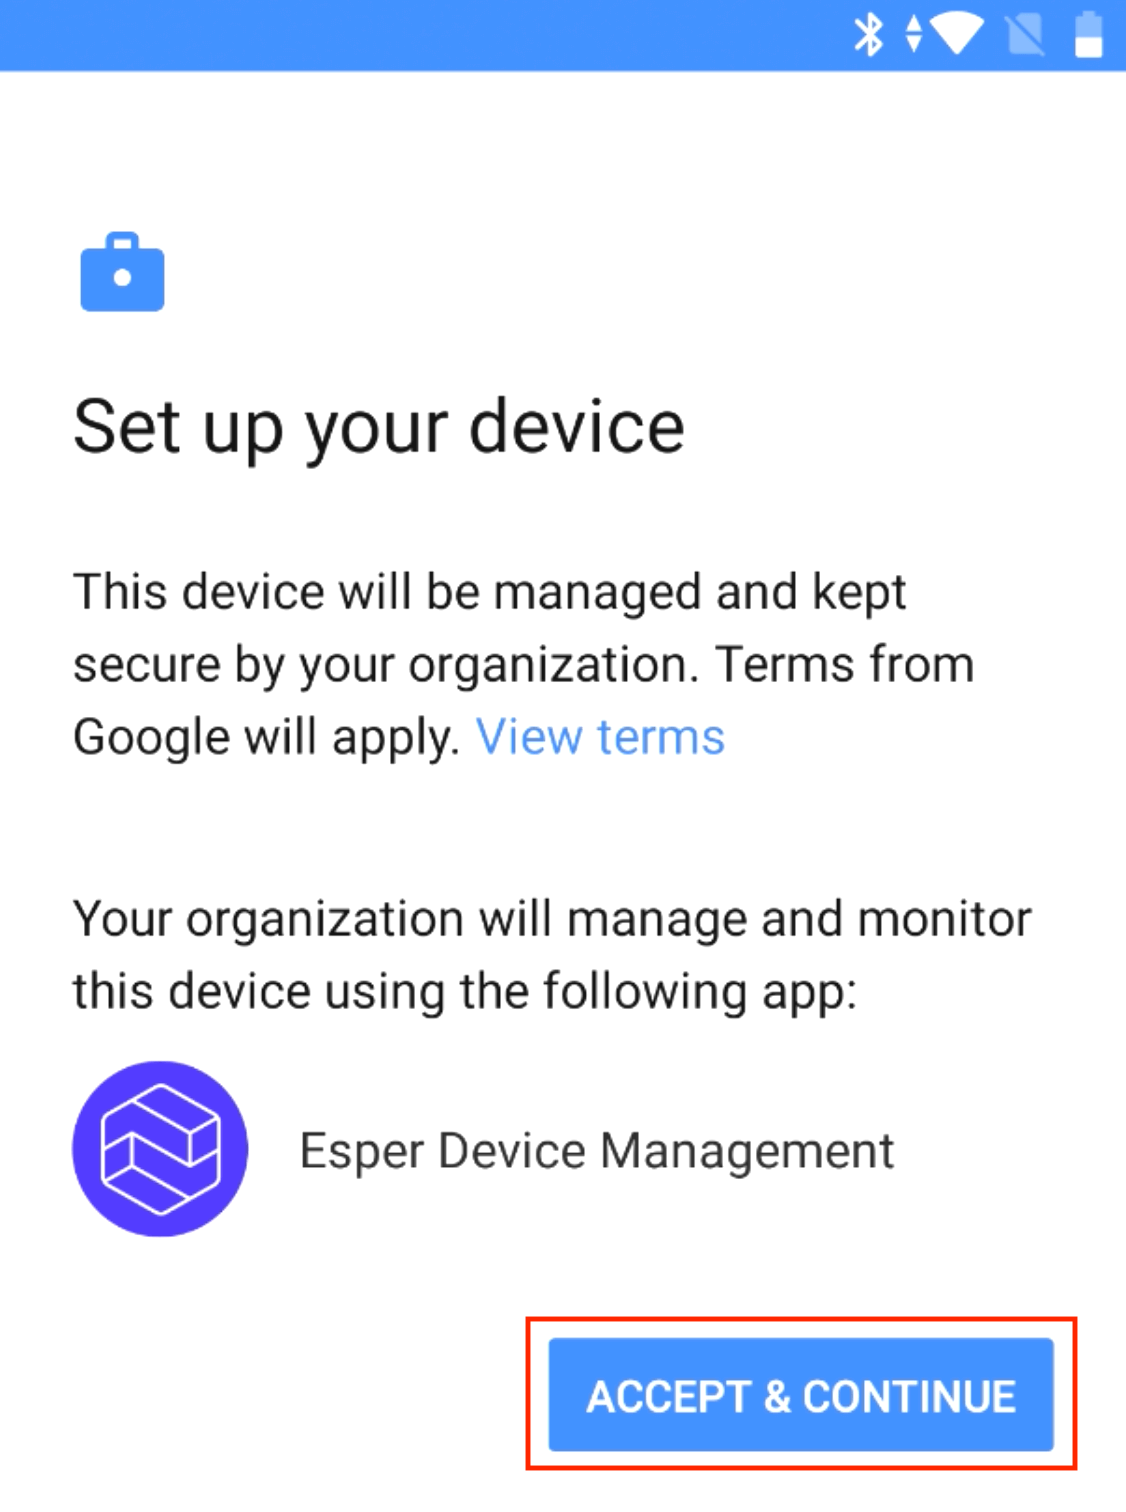 Set up your device
This device will be managed and kept
secure by your organization. Terms from
Google will apply. View terms
Your organization will manage and monitor
this device using the following app:
Esper Device Management
ACCEPT & CONTINUE